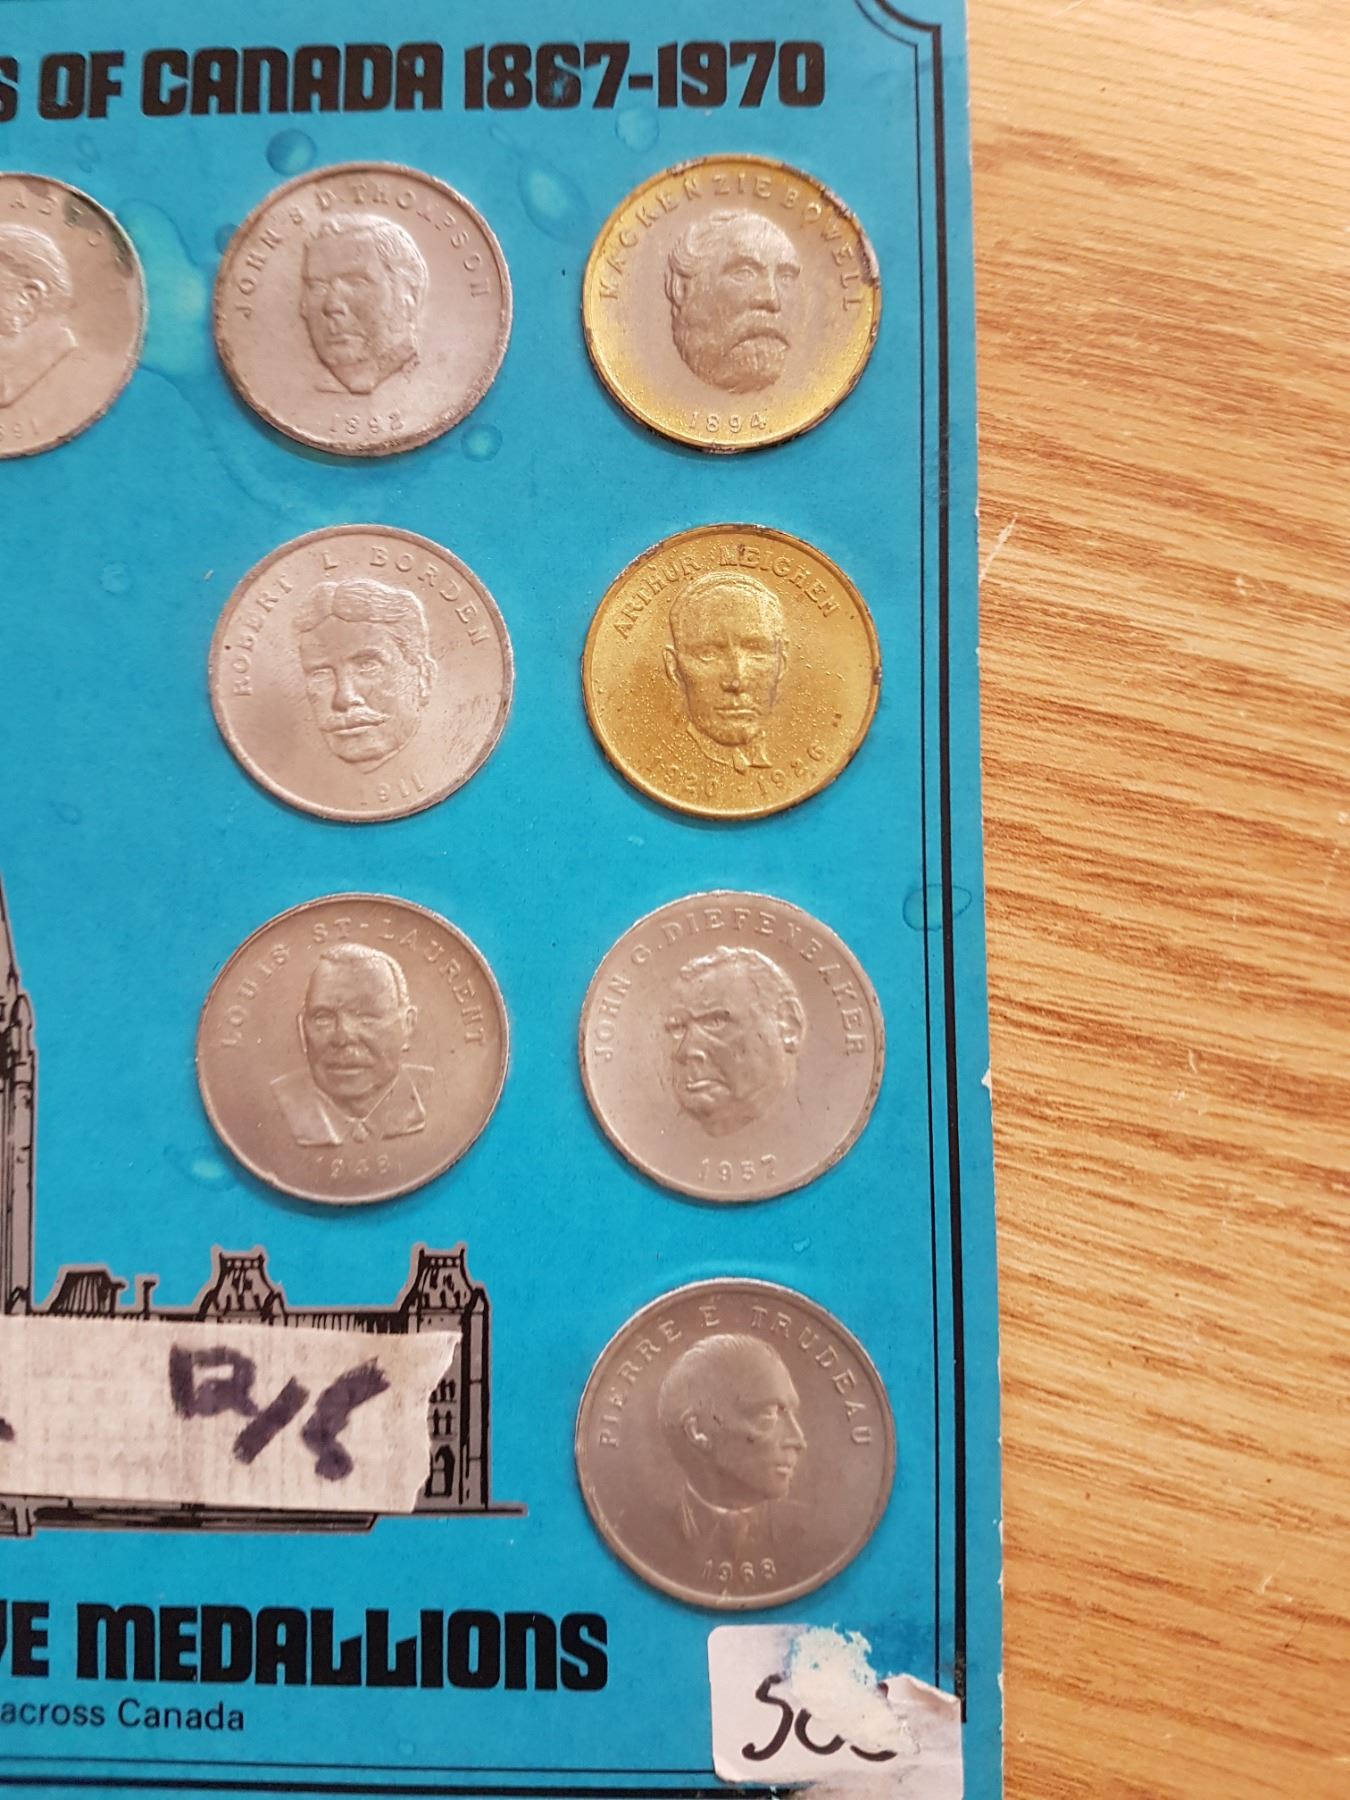 OF CANADA 1867-1970
JOHN S D. THOMPSON
1892
MACKENZIE BOWELL
1894
ROBERT L BORDEN
1911
ARTHUR MEIGHEN
1920 · 1926
LOUIS ST-LAURENT
1948
JOHN G. DIEFENBAKER
1957
PIERRE E TRUDEAU
1968
MEDALLIONS
across Canada